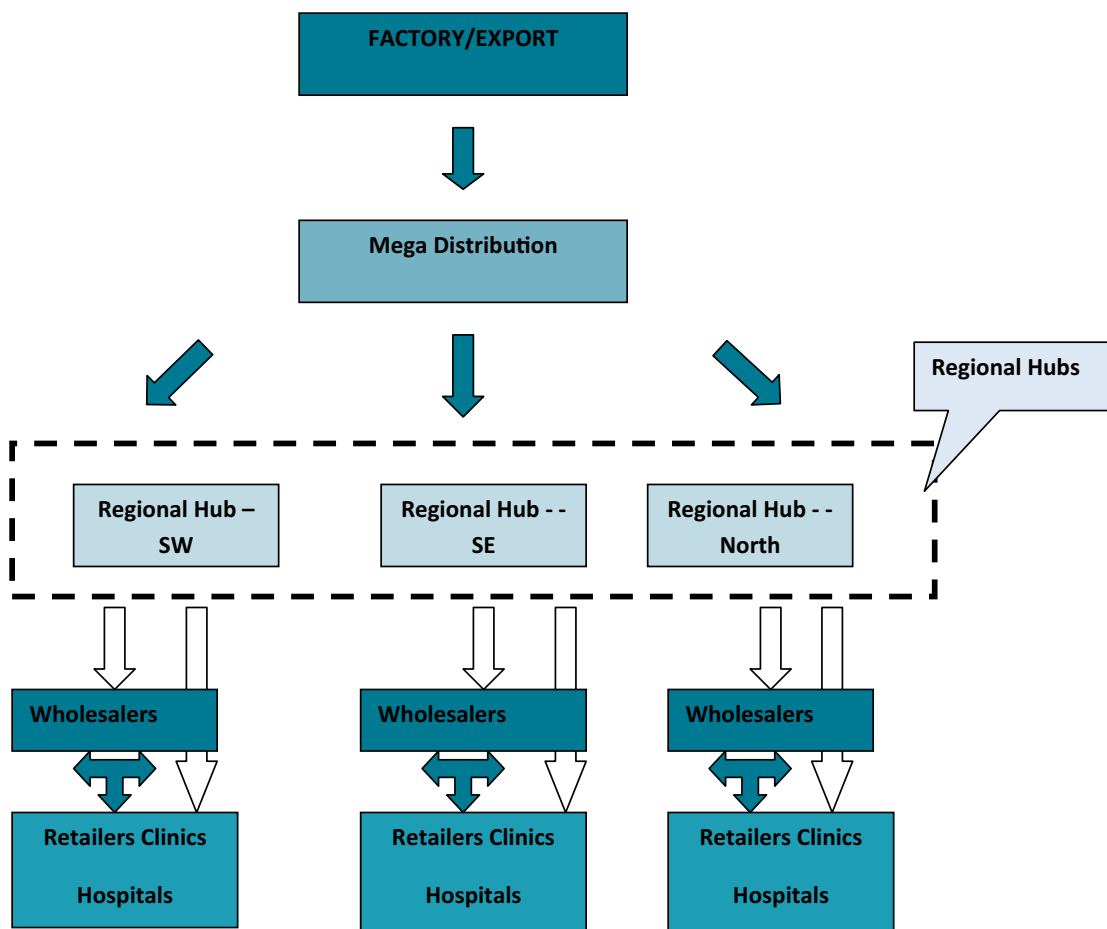 FACTORY/EXPORT
Mega Distribution
Regional Hubs
Regional Hub –
SW
Regional Hub - -
SE
Regional Hub - -
North
Wholesalers
Wholesalers
Wholesalers
Retailers Clinics
Hospitals
Retailers Clinics
Hospitals
Retailers Clinics
Hospitals